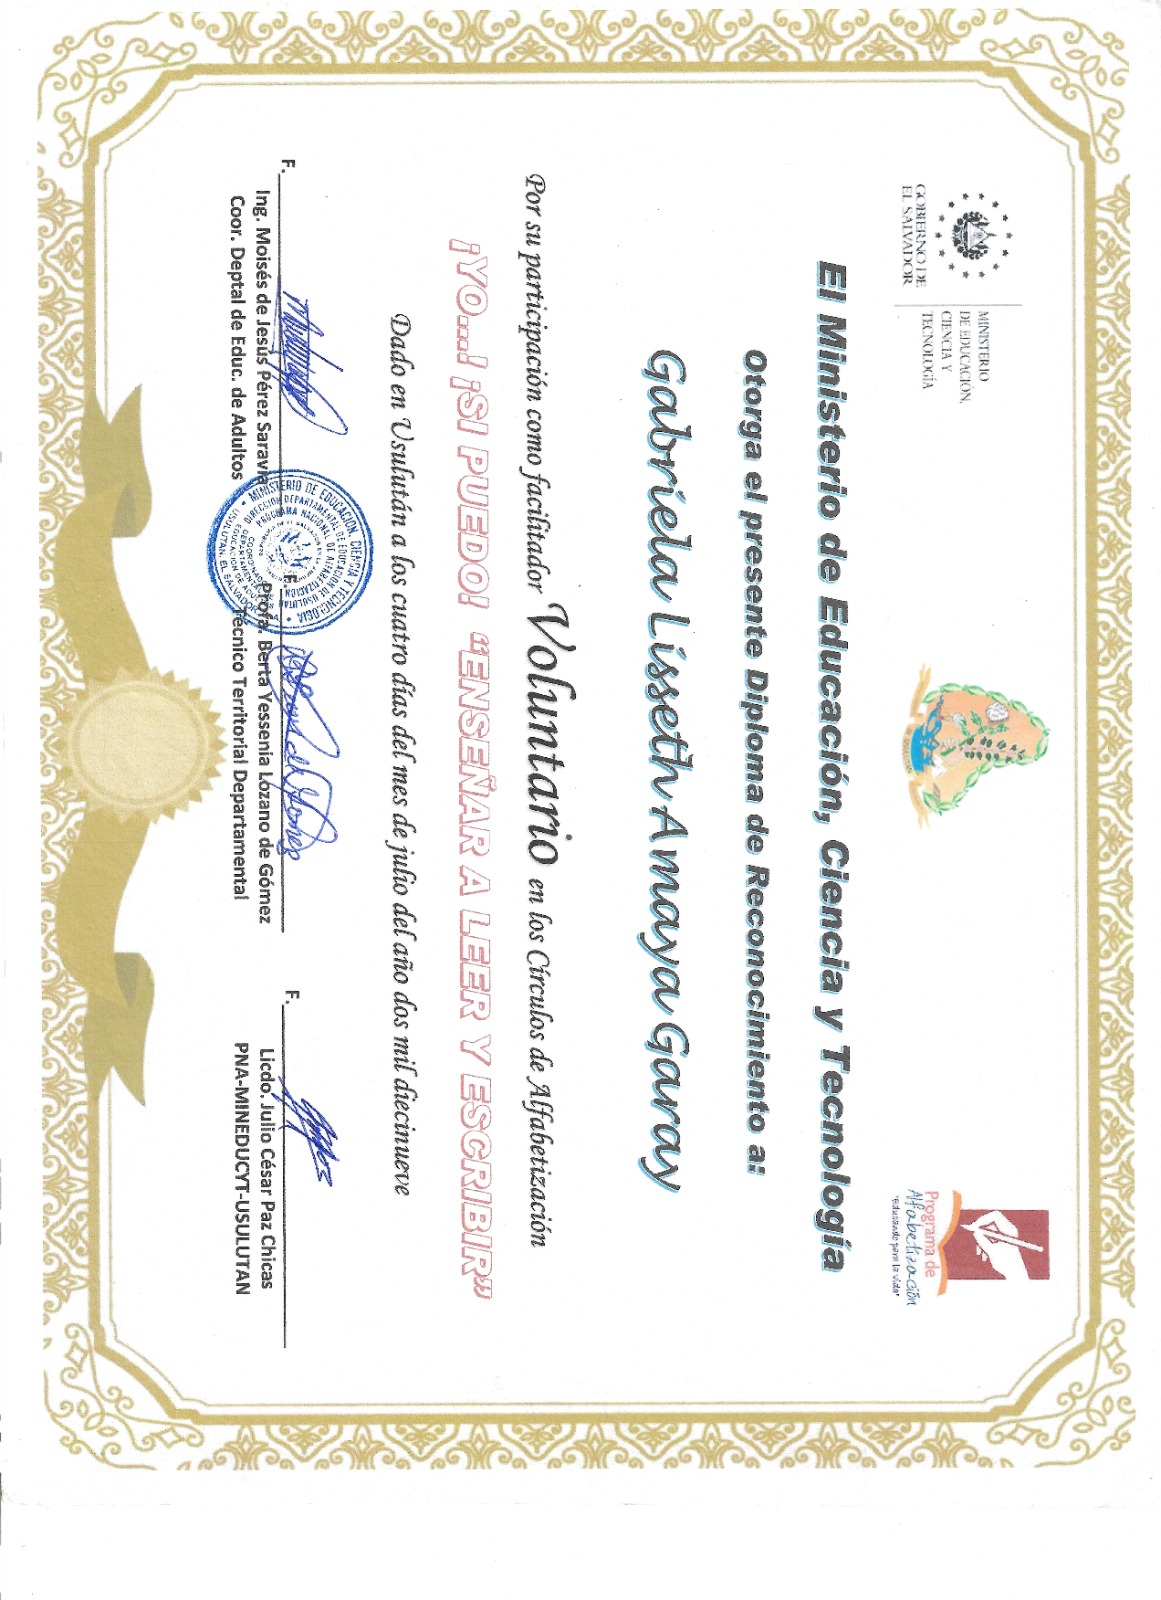 GOBIERNO DE
EL SALVADOR
MINISTERIO
DE EDUCACIÓN,
CIENCIA Y
TECNOLOGÍA
DE USULUTAN
Programa de
Alfabetización
"Educando para la vida"
El Ministerio de Educación, Ciencia y Tecnología
Otorga el presente Diploma de Reconocimiento a:
Gabriela Lisseth Amaya Garay
Por su participación como facilitador Voluntario en los Círculos de Alfabetización
¡YO...! ¡SI PUEDO! “ENSEÑAR A LEER Y ESCRIBIR”
Dado en Usulután a los cuatro días del mes de julio del año dos mil diecinueve
F.
Ing. Moisés de Jesús Pérez Saravia
Coor. Deptal de Educ. de Adultos
MINISTERIO DE EDUCACION, CIENCIA Y TECNOLOGIA
DIRECCION DEPARTAMENTAL DE EDUCACION DE USULUTAN
PROGRAMA NACIONAL DE ALFABETIZACION
COORDINADOR
DEPARTAMENTAL DE
EDUCACION DE
USULUTAN, EL SALVADOR
F.
Profa. Berta Yessenia Lozano de Gómez
Técnico Territorial Departamental
F.
Licdo. Julio César Paz Chicas
PNA-MINEDUCYT-USULUTAN